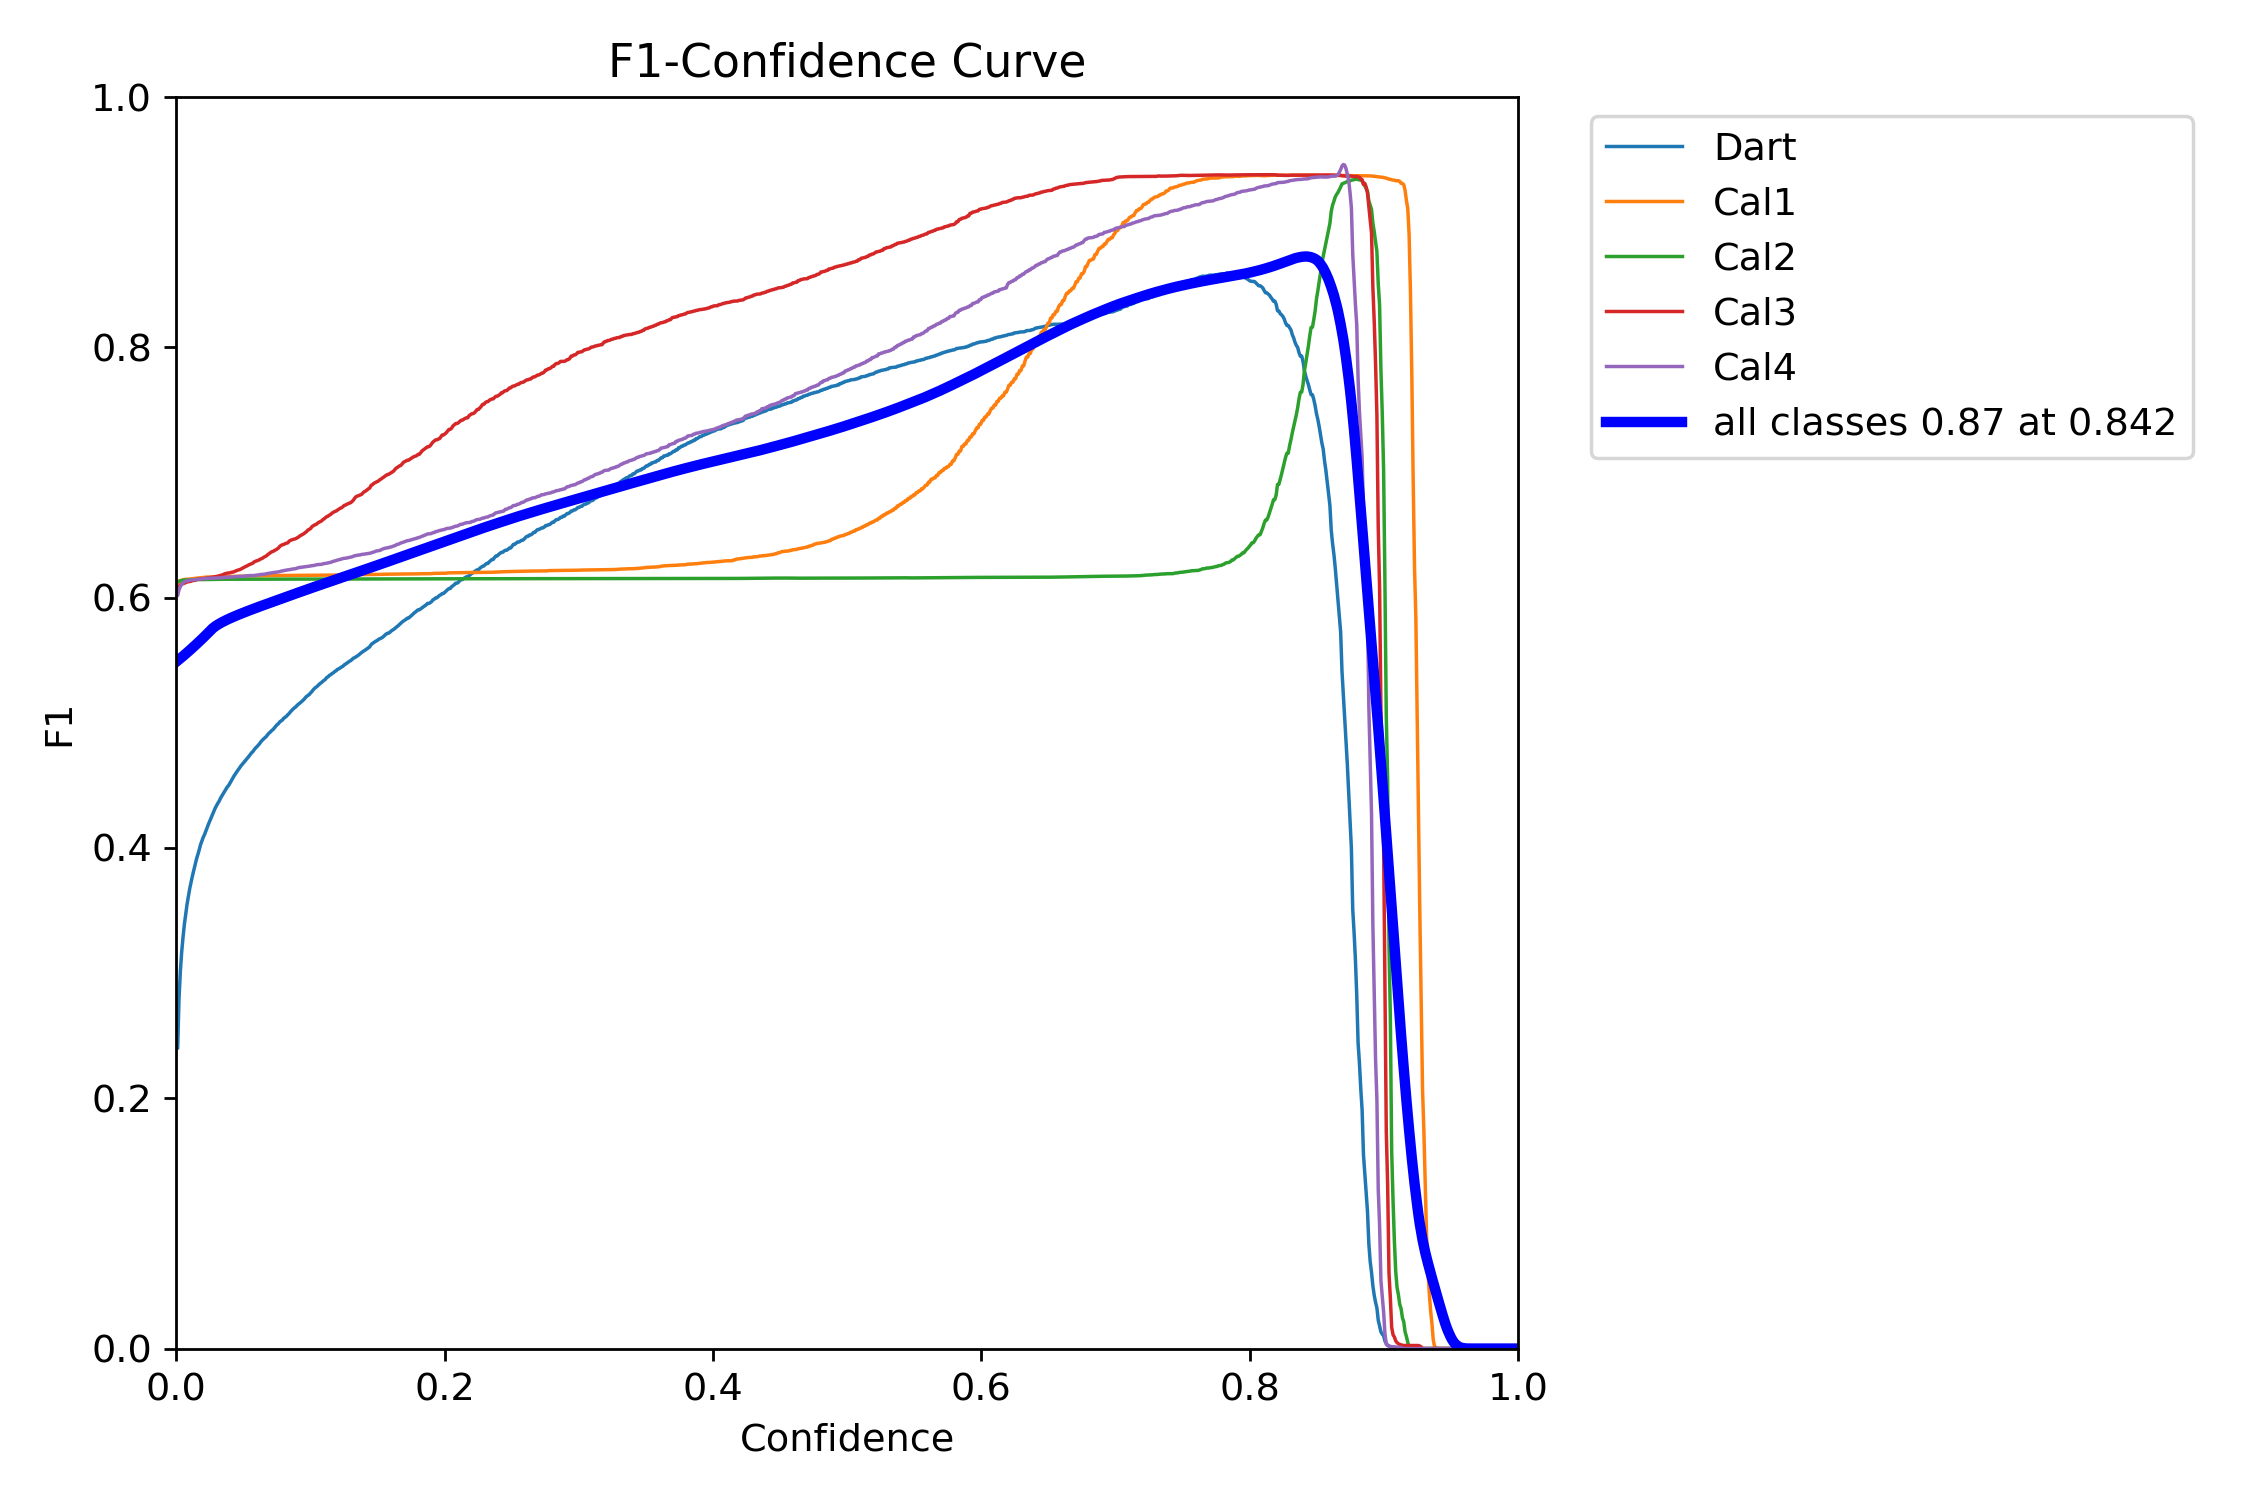 F1-Confidence Curve
1.0
0.8
0.6
0.4
0.2
0.0
F1
0.0 0.2 0.4 0.6 0.8 1.0
Confidence
Dart
Cal1
Cal2
Cal3
Cal4
all classes 0.87 at 0.842